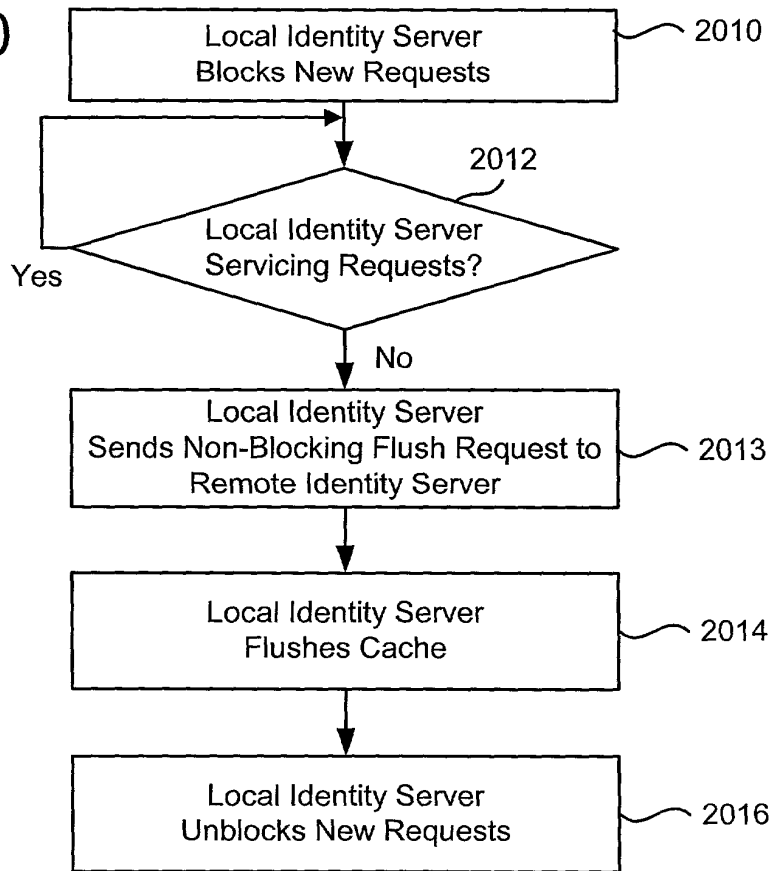 Local Identity Server
Blocks New Requests
2010
2012
Local Identity Server
Servicing Requests?
Yes
No
Local Identity Server
Sends Non-Blocking Flush Request to
Remote Identity Server
2013
Local Identity Server
Flushes Cache
2014
Local Identity Server
Unblocks New Requests
2016